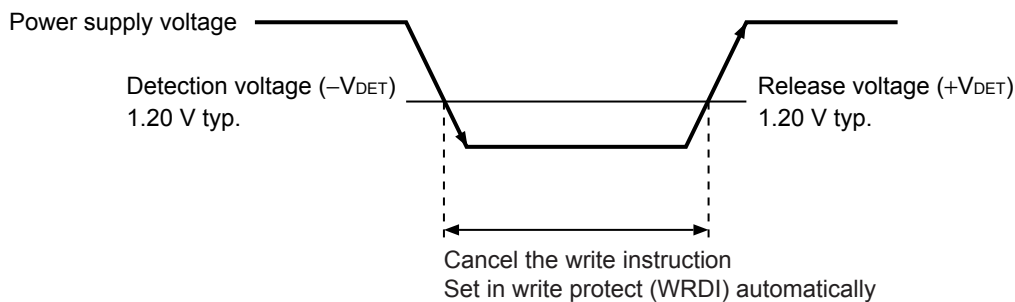 Power supply voltage
Detection voltage (−VDET)
1.20 V typ.
Release voltage (+VDET)
1.20 V typ.
Cancel the write instruction
Set in write protect (WRDI) automatically